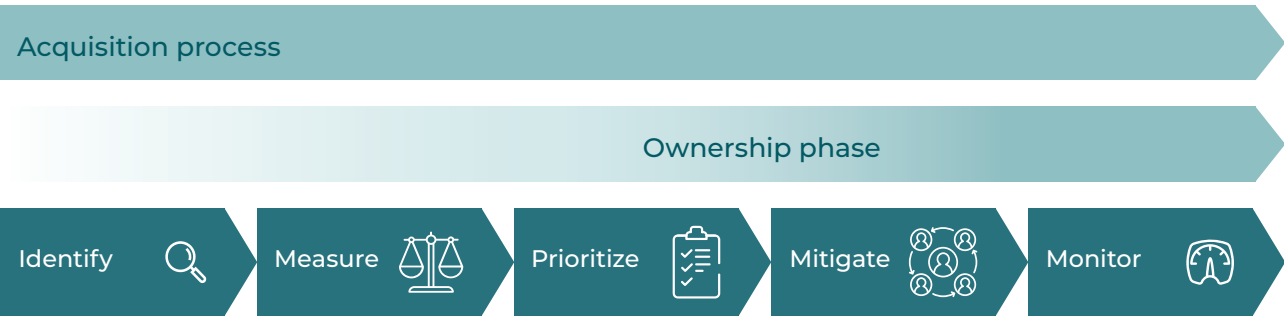 Acquisition process
Ownership phase
Identify
Measure
Prioritize
Mitigate
Monitor